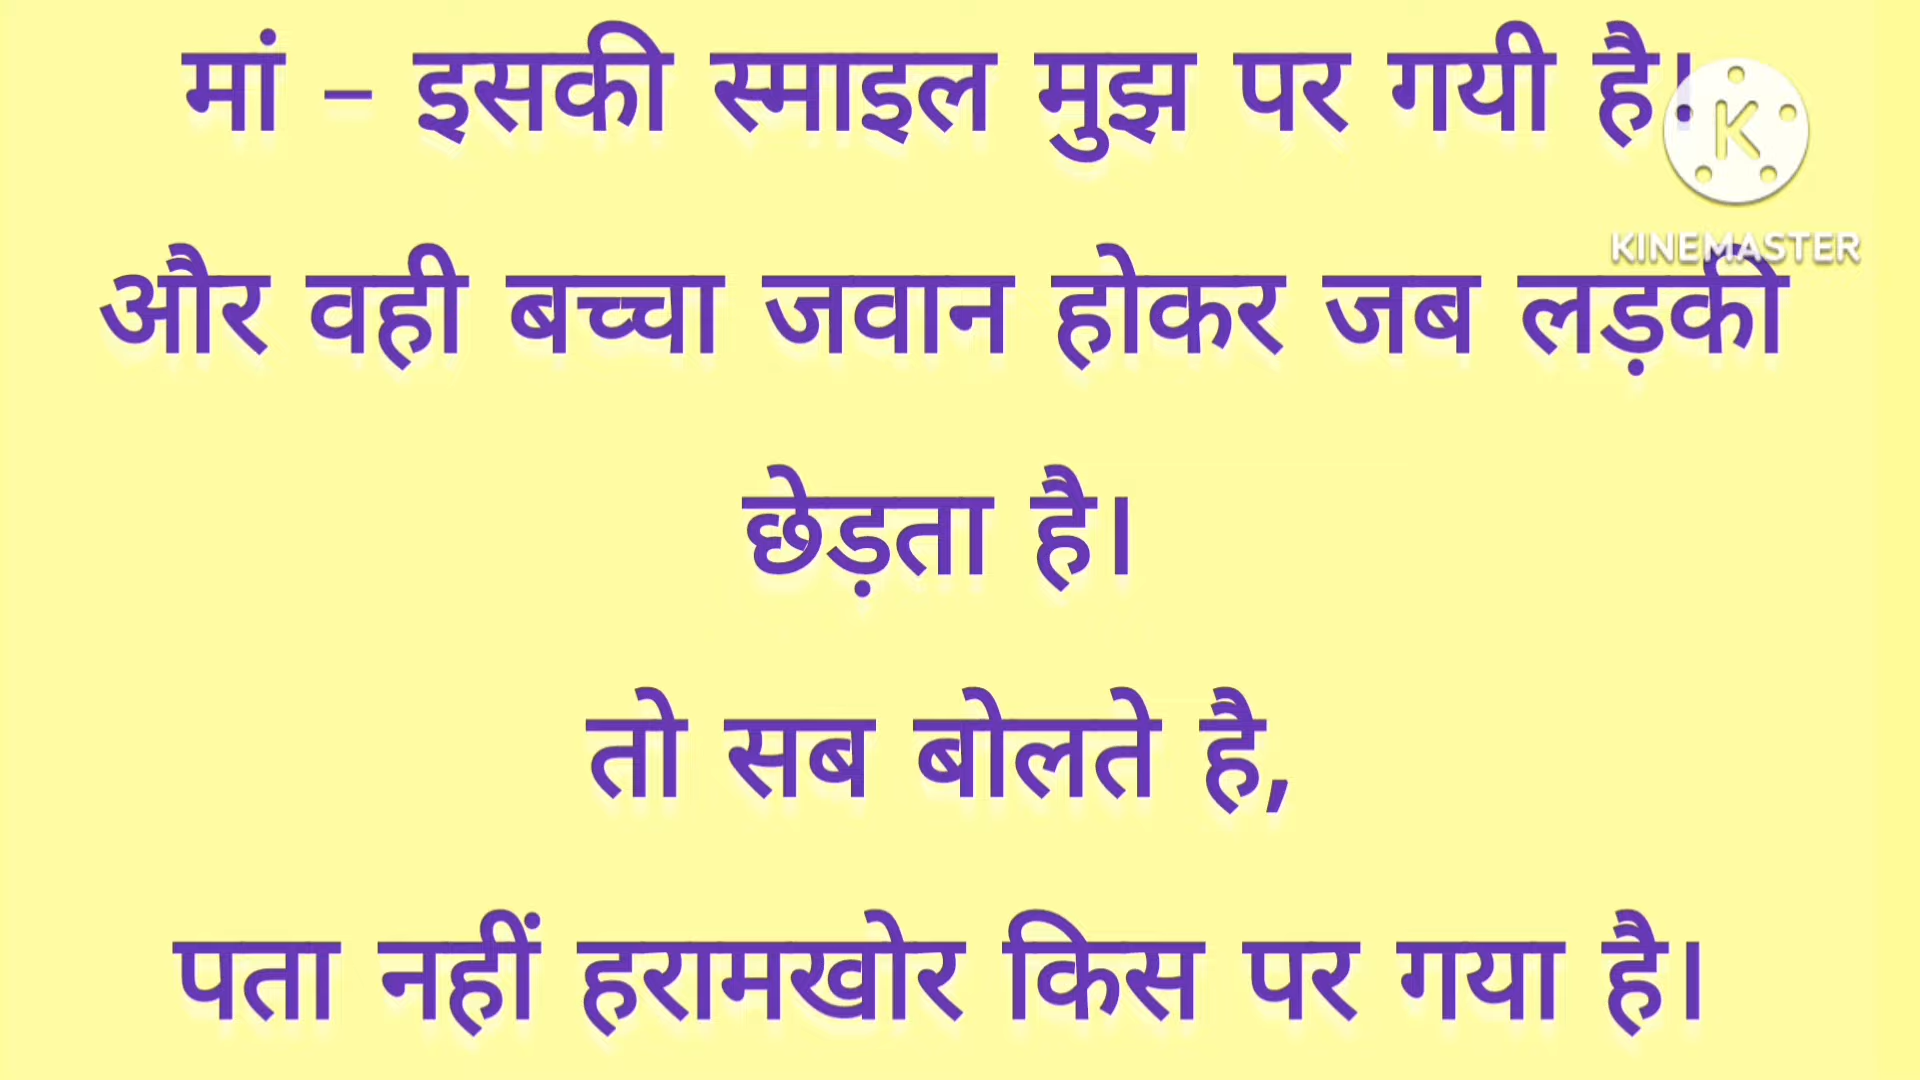 मां – इसकी स्माइल मुझ पर गयी है।
KINEMASTER
और वही बच्चा जवान होकर जब लड़की
छेड़ता है।
तो सब बोलते है,
पता नहीं हरामखोर किस पर गया है।